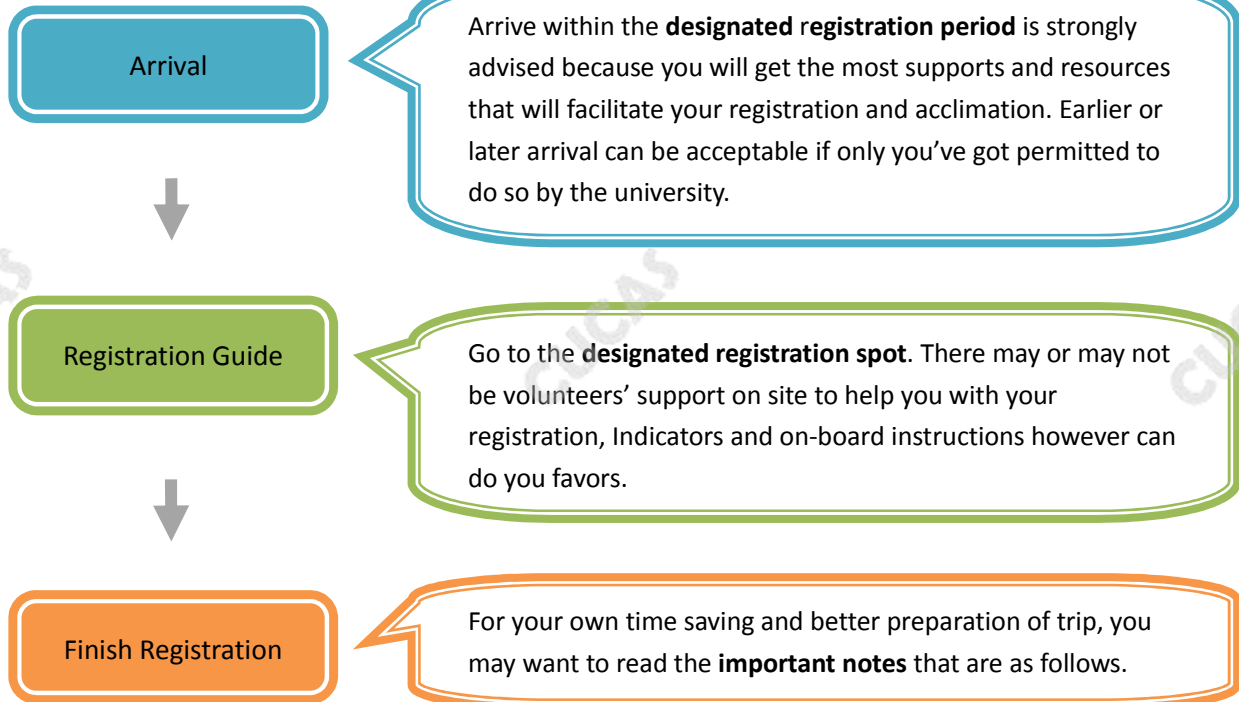 Arrival
Arrive within the designated registration period is strongly
advised because you will get the most supports and resources
that will facilitate your registration and acclimation. Earlier or
later arrival can be acceptable if only you’ve got permitted to
do so by the university.
CUCAS
Registration Guide
Go to the designated registration spot. There may or may not
be volunteers’ support on site to help you with your
registration, Indicators and on-board instructions however can
do you favors.
Finish Registration
For your own time saving and better preparation of trip, you
may want to read the important notes that are as follows.